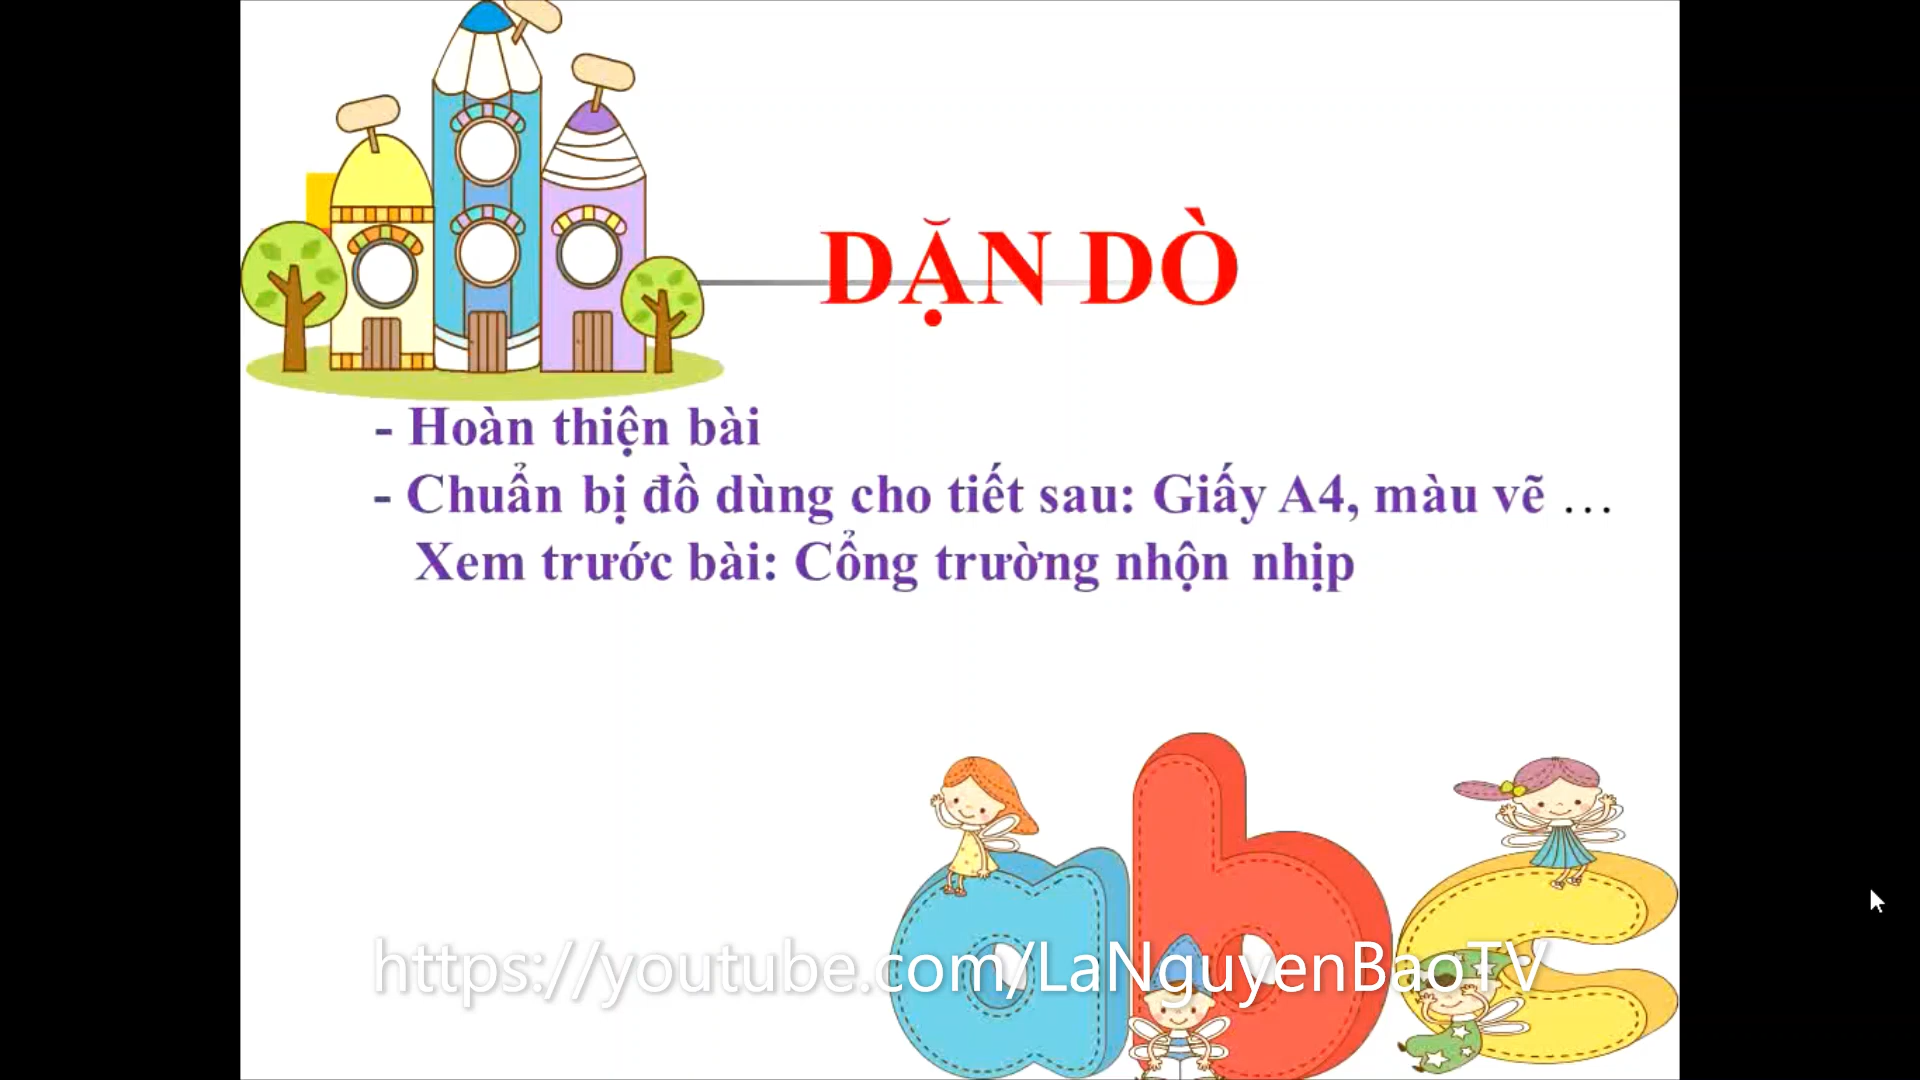 DẶN DÒ
- Hoàn thiện bài
- Chuẩn bị đồ dùng cho tiết sau: Giấy A4, màu vẽ …
Xem trước bài: Cổng trường nhộn nhịp
abc
https://youtube.com/LaNguyenBaoTV